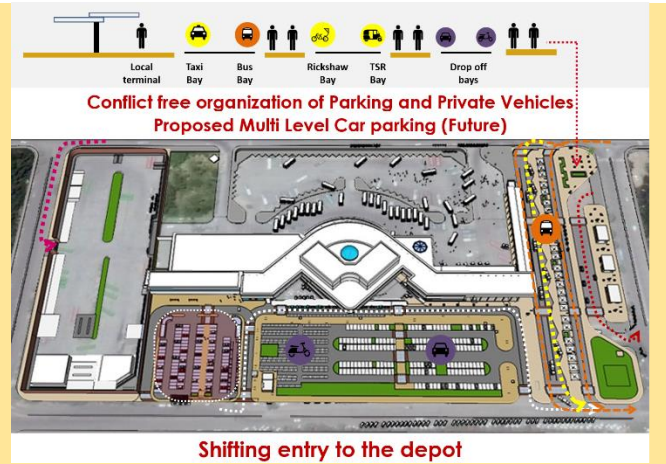 Local terminal
Taxi Bay
Bus Bay
Rickshaw Bay
TSR Bay
Drop off bays
Conflict free organization of Parking and Private Vehicles
Proposed Multi Level Car parking (Future)
Shifting entry to the depot